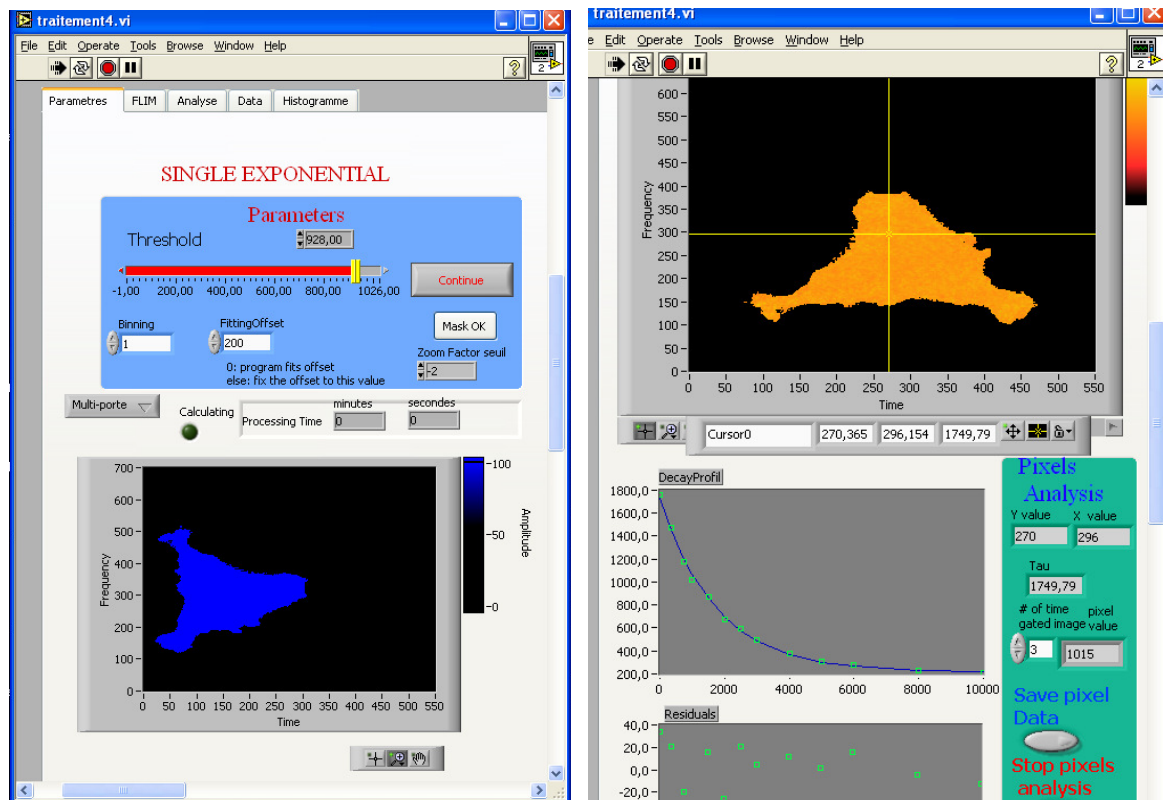 traitement4.vi
File Edit Operate Tools Browse Window Help
2
Parametres FLIM Analyse Data Histogramme
SINGLE EXPONENTIAL
Parameters
Threshold 928,00
-1,00 200,00 400,00 600,00 800,00 1026,00
Continue
Binning FittingOffset
1 200
Mask OK
0: program fits offset
else: fix the offset to this value
Zoom Factor seuil
-2
Multi-porte
Calculating
Processing Time
minutes secondes
0 0
700
600
500
400
300
200
100
0
Frequency
0 50 100 150 200 250 300 350 400 450 500 550
Time
100
50
0
Amplitude
traitement4.vi
Edit Operate Tools Browse Window Help
2
600
550
500
450
400
350
300
250
200
150
100
50
0
Frequency
0 50 100 150 200 250 300 350 400 450 500 550
Time
Cursor0 270,365 296,154 1749,79
DecayProfil
1800,0
1600,0
1400,0
1200,0
1000,0
800,0
600,0
400,0
200,0
0 2000 4000 6000 8000 10000
Residuals
40,0
20,0
0,0
-20,0
Pixels
Analysis
Y value X value
270 296
Tau
1749,79
# of time
gated image
pixel
value
3 1015
Save pixel
Data
Stop pixels
analysis